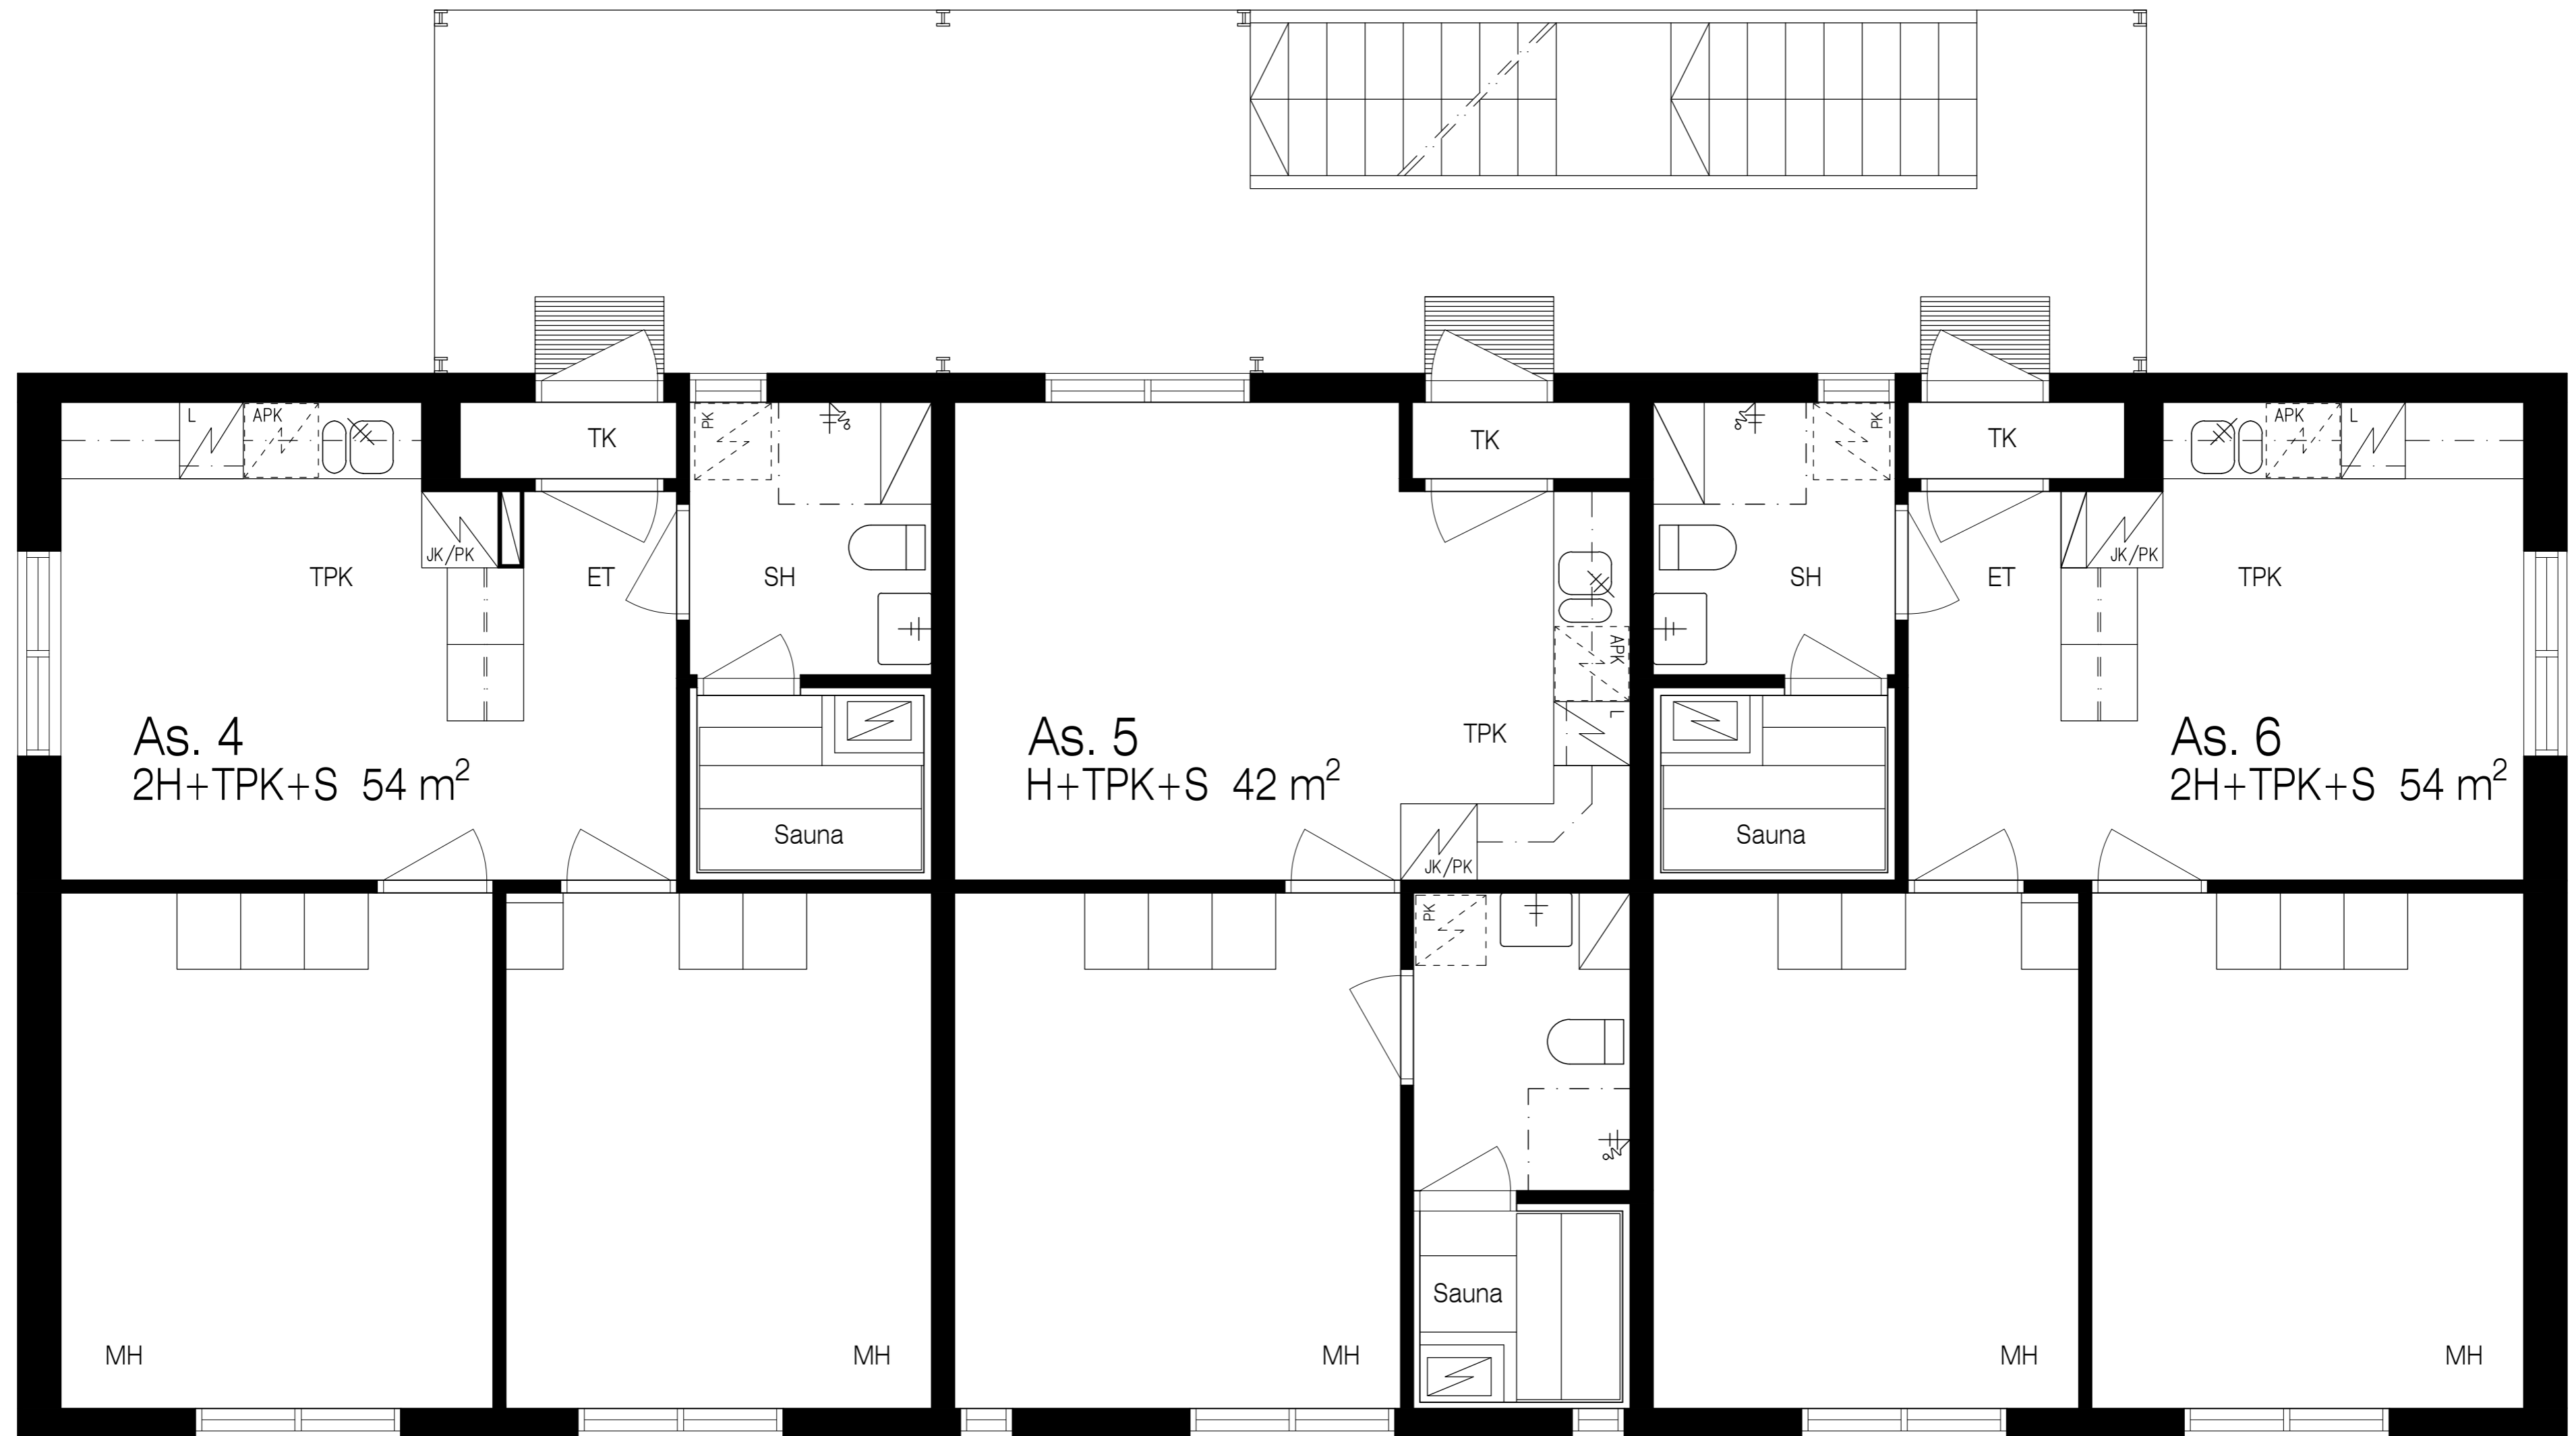 L
APK
PK
TK
TK
PK
TK
APK
L
JK/PK
TPK
ET
SH
APK
SH
ET
JK/PK
TPK
L
TPK
As. 4
2H+TPK+S 54 m²
As. 5
H+TPK+S 42 m²
As. 6
2H+TPK+S 54 m²
Sauna
JK/PK
Sauna
PK
Sauna
MH
MH
MH
MH
MH